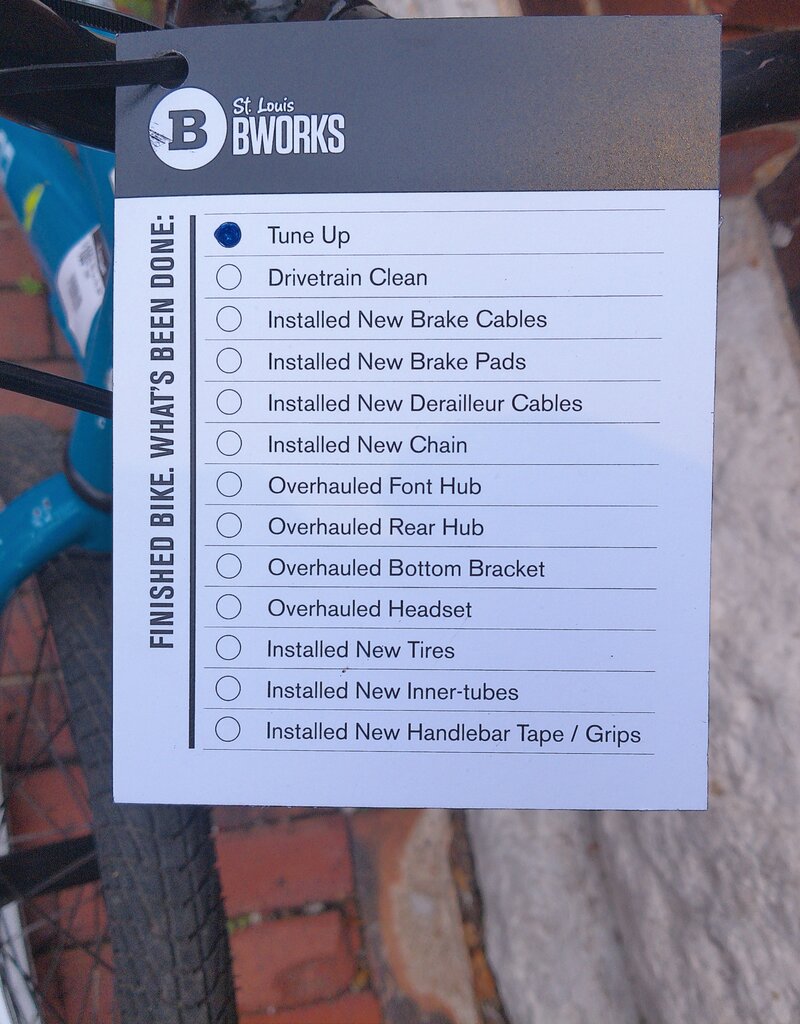 B
St. Louis
BWORKS
FINISHED BIKE. WHAT'S BEEN DONE:
Tune Up
Drivetrain Clean
Installed New Brake Cables
Installed New Brake Pads
Installed New Derailleur Cables
Installed New Chain
Overhauled Font Hub
Overhauled Rear Hub
Overhauled Bottom Bracket
Overhauled Headset
Installed New Tires
Installed New Inner-tubes
Installed New Handlebar Tape / Grips